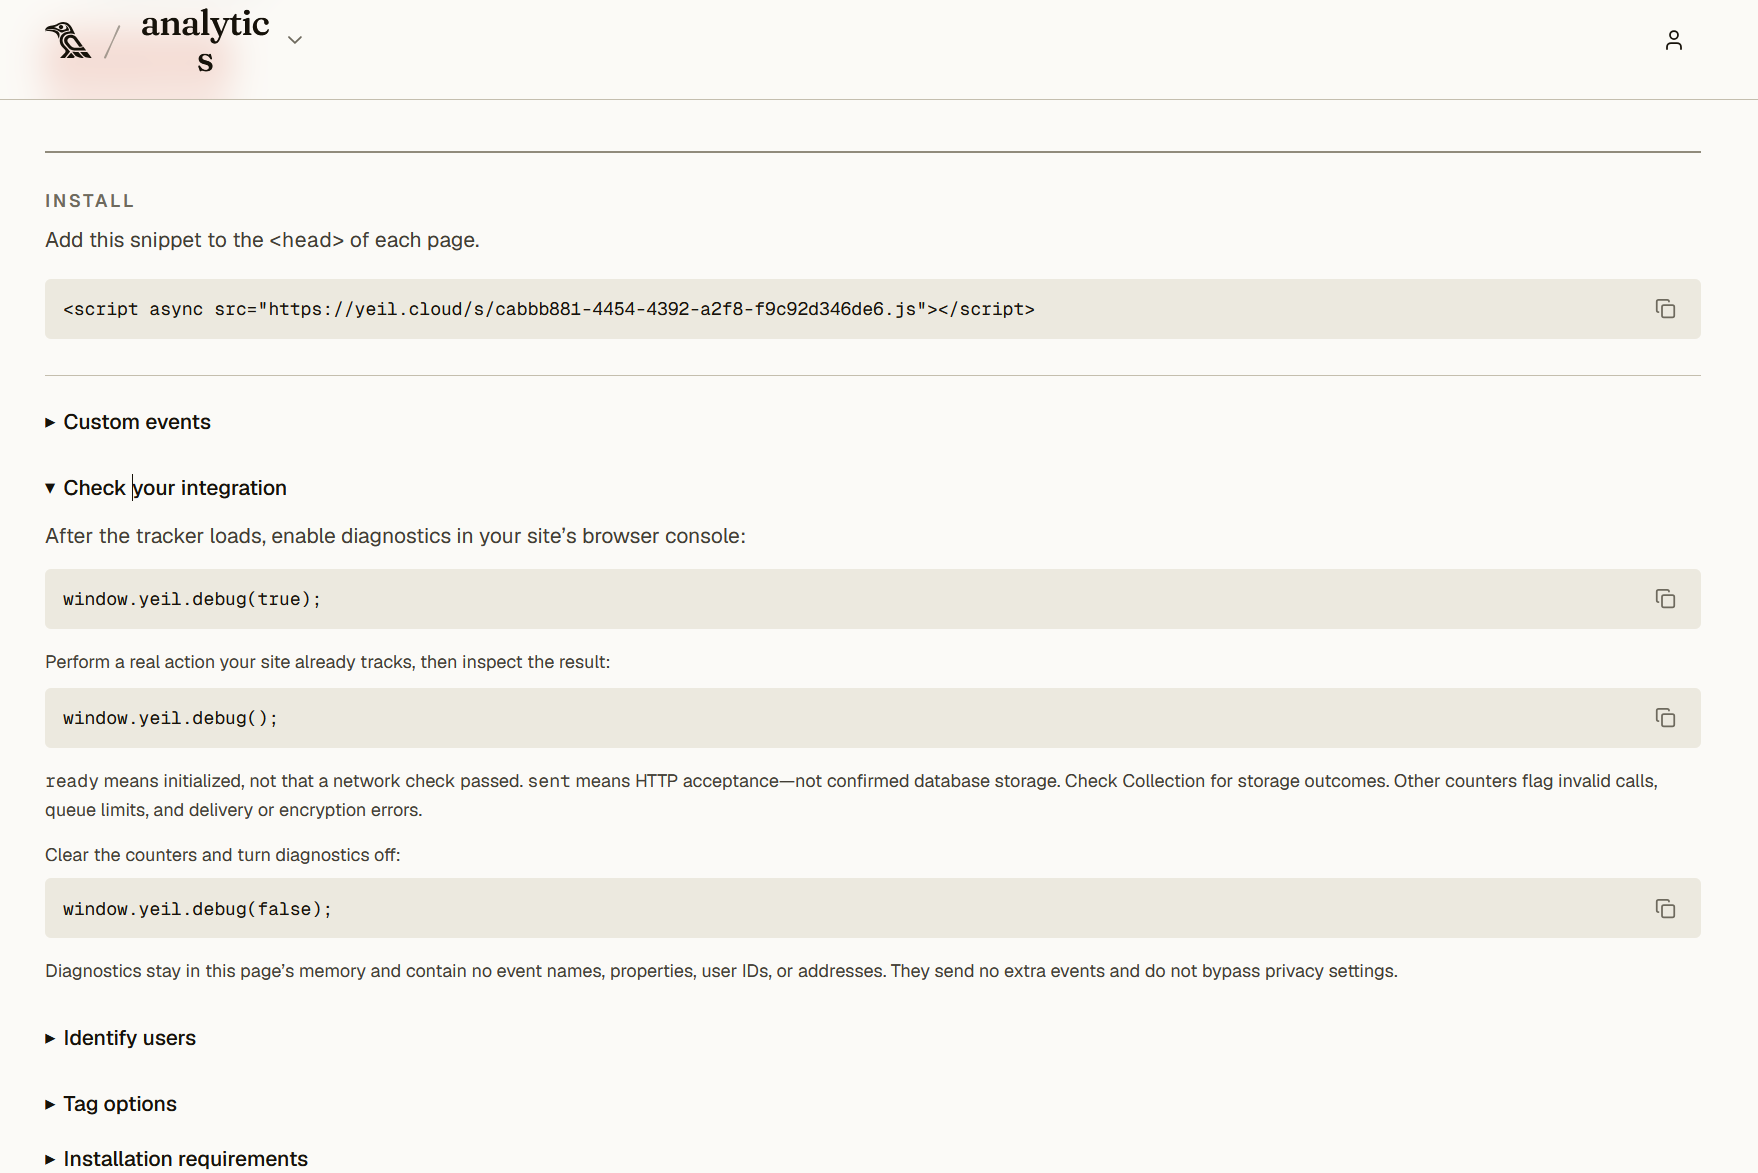 analytic
s
INSTALL
Add this snippet to the <head> of each page.
<script async src="https://yeil.cloud/s/cabbb881-4454-4392-a2f8-f9c92d346de6.js"></script>
Custom events
Check your integration
After the tracker loads, enable diagnostics in your site’s browser console:
window.yeil.debug(true);
Perform a real action your site already tracks, then inspect the result:
window.yeil.debug();
ready means initialized, not that a network check passed. sent means HTTP acceptance—not confirmed database storage. Check Collection for storage outcomes. Other counters flag invalid calls,
queue limits, and delivery or encryption errors.
Clear the counters and turn diagnostics off:
window.yeil.debug(false);
Diagnostics stay in this page’s memory and contain no event names, properties, user IDs, or addresses. They send no extra events and do not bypass privacy settings.
Identify users
Tag options
Installation requirements